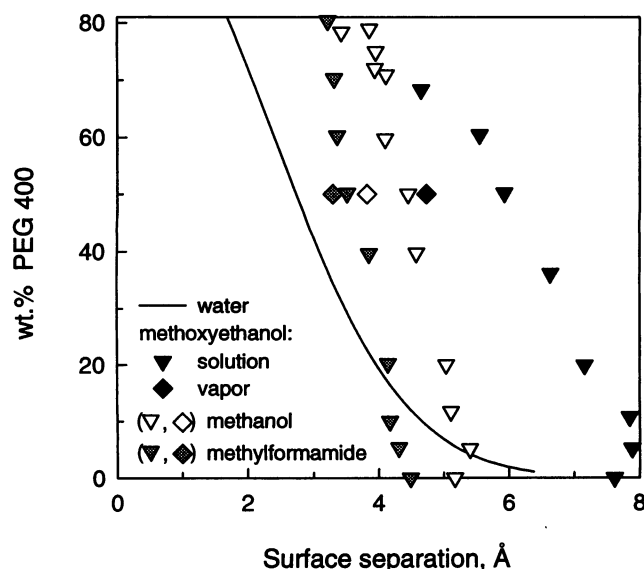 80
60
40
20
0
wt.% PEG 400
water
methoxyethanol:
solution
vapor
( , ) methanol
( , ) methylformamide
0 2 4 6 8
Surface separation, Å